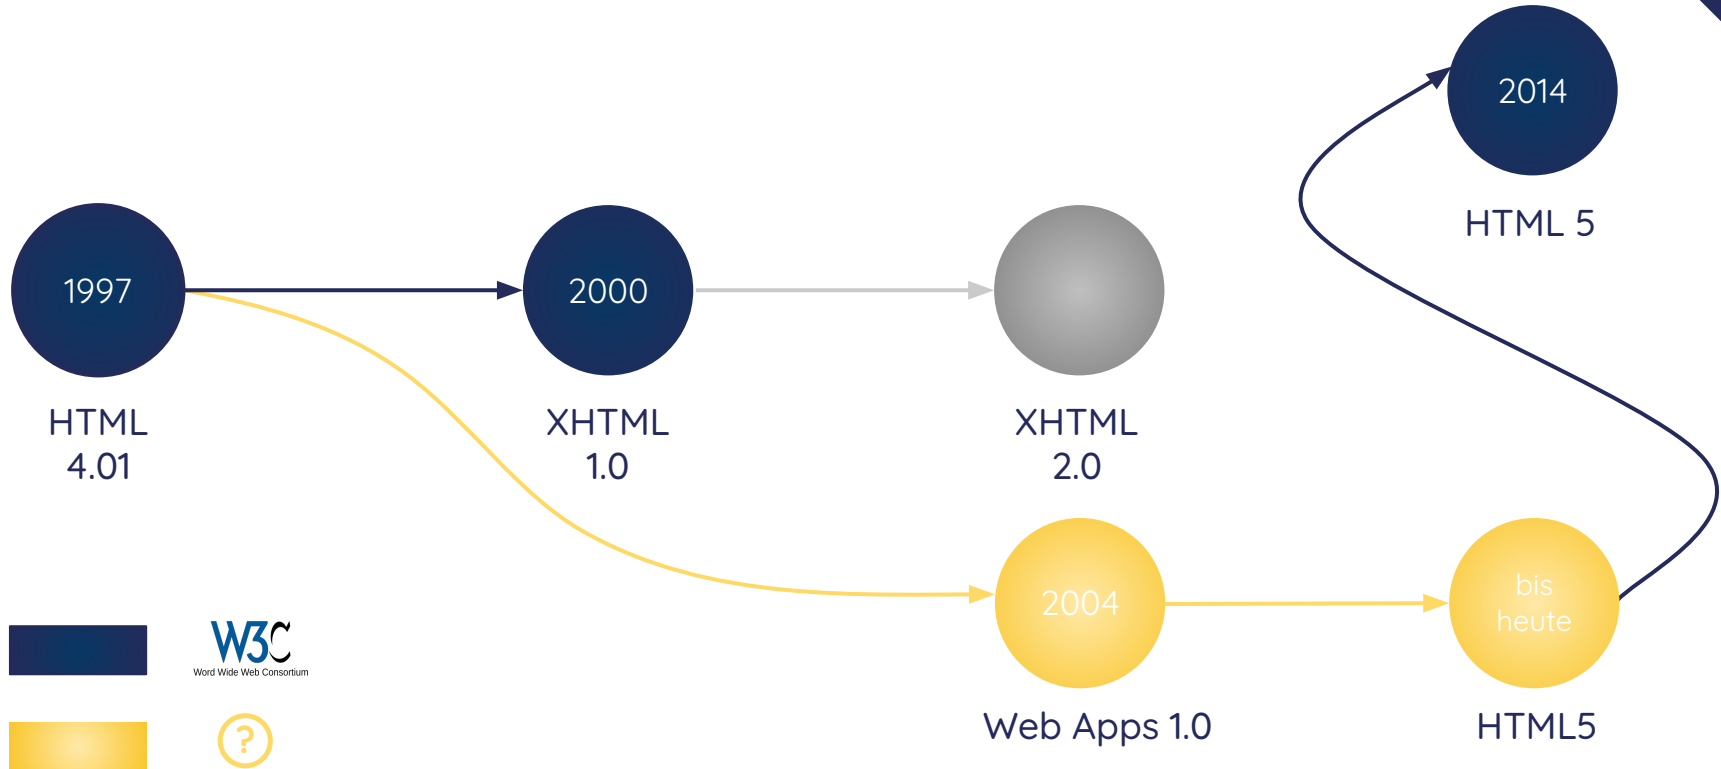 2014
HTML 5
1997
2000
HTML
4.01
XHTML
1.0
XHTML
2.0
2004
bis
heute
Web Apps 1.0
HTML5
W3C
Word Wide Web Consortium
?